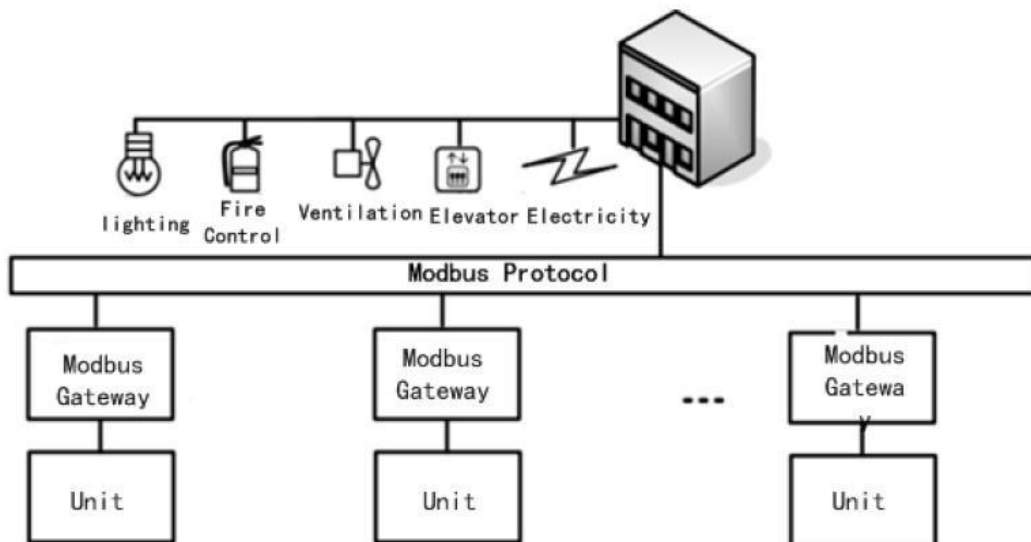 lighting
Fire
Control
Ventilation
Elevator
Electricity
Modbus Protocol
Modbus
Gateway
Modbus
Gateway
---
Modbus
Gatewa
y
Unit
Unit
Unit